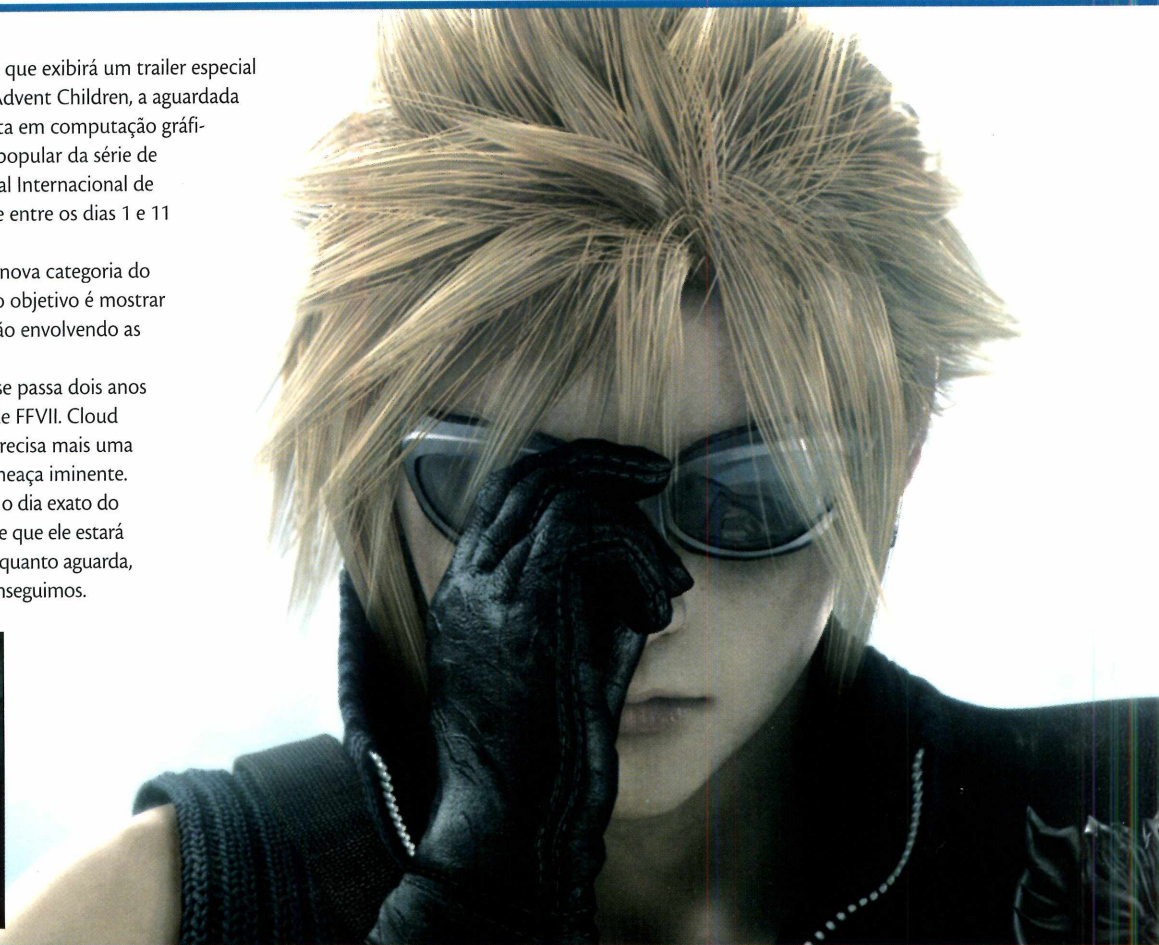 que exibirá um trailer especial
Advent Children, a aguardada
ta em computação gráfi-
popular da série de
al Internacional de
e entre os dias 1 e 11
nova categoria do
o objetivo é mostrar
ão envolvendo as
se passa dois anos
e FFVII. Cloud
recisa mais uma
meaça iminente.
o dia exato do
e que ele estará
quanto aguarda,
nseguimos.